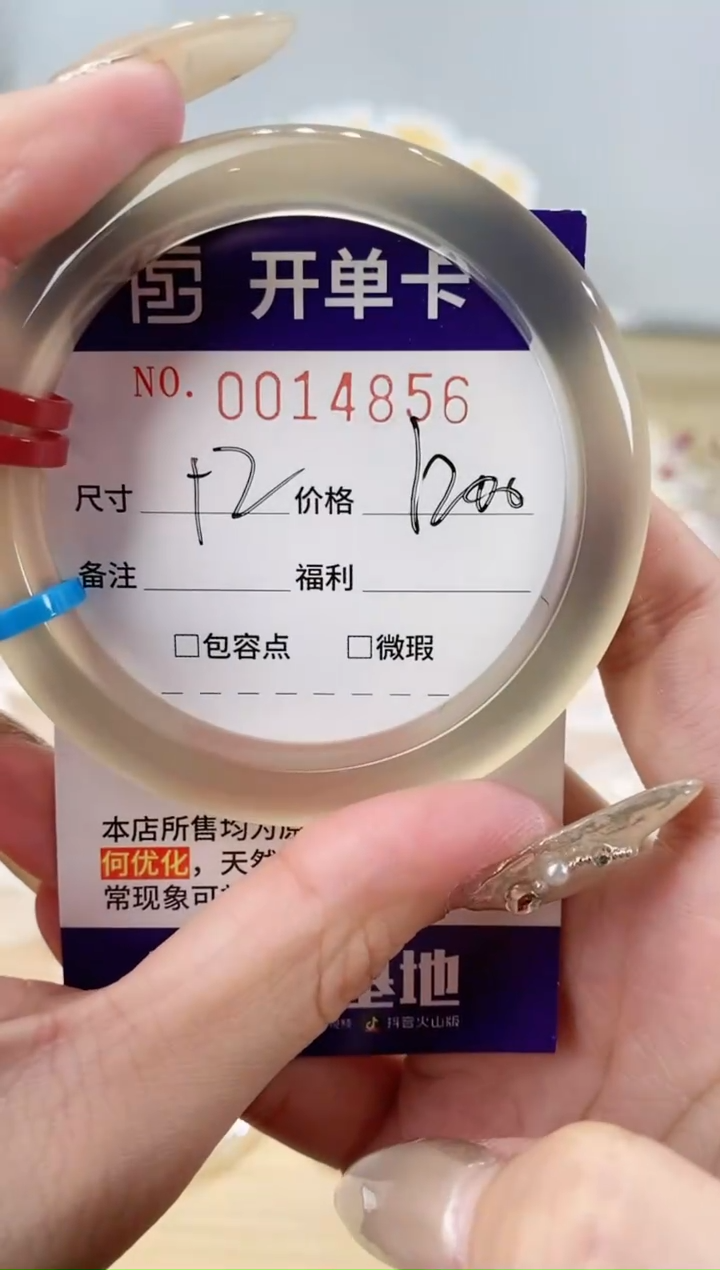 开单卡
NO. 0014856
尺寸 价格 1200
备注 福利
□包容点 □微瑕
本店所售均为
何优化，天然
常现象可
基地
抖音火山版